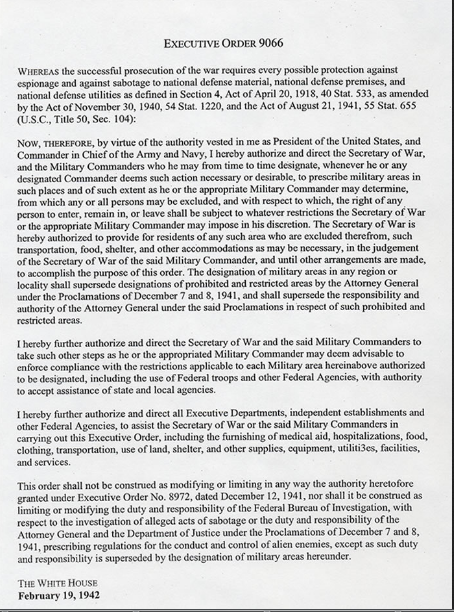 EXECUTIVE ORDER 9066
WHEREAS the successful prosecution of the war requires every possible protection against
espionage and against sabotage to national defense material, national defense premises, and
national defense utilities as defined in Section 4, Act of April 20, 1918, 40 Stat. 533, as amended
by the Act of November 30, 1940, 54 Stat. 1220, and the Act of August 21, 1941, 55 Stat. 655
(U.S.C., Title 50, Sec. 104):
NOW, THEREFORE, by virtue of the authority vested in me as President of the United States, and
Commander in Chief of the Army and Navy, I hereby authorize and direct the Secretary of War,
and the Military Commanders who he may from time to time designate, whenever he or any
designated Commander deems such action necessary or desirable, to prescribe military areas in
such places and of such extent as he or the appropriate Military Commander may determine,
from which any or all persons may be excluded, and with respect to which, the right of any
person to enter, remain in, or leave shall be subject to whatever restrictions the Secretary of War
or the appropriate Military Commander may impose in his discretion. The Secretary of War is
hereby authorized to provide for residents of any such area who are excluded therefrom, such
transportation, food, shelter, and other accommodations as may be necessary, in the judgement
of the Secretary of War of the said Military Commander, and until other arrangements are made,
to accomplish the purpose of this order. The designation of military areas in any region or
locality shall supersede designations of prohibited and restricted areas by the Attorney General
under the Proclamations of December 7 and 8, 1941, and shall supersede the responsibility and
authority of the Attorney General under the said Proclamations in respect of such prohibited and
restricted areas.
I hereby further authorize and direct the Secretary of War and the said Military Commanders to
take such other steps as he or the appropriated Military Commander may deem advisable to
enforce compliance with the restrictions applicable to each Military area hereinabove authorized
to be designated, including the use of Federal troops and other Federal Agencies, with authority
to accept assistance of state and local agencies.
I hereby further authorize and direct all Executive Departments, independent establishments and
other Federal Agencies, to assist the Secretary of War or the said Military Commanders in
carrying out this Executive Order, including the furnishing of medical aid, hospitalizations, food,
clothing, transportation, use of land, shelter, and other supplies, equipment, utiliti3es, facilities,
and services.
This order shall not be construed as modifying or limiting in any way the authority heretofore
granted under Executive Order No. 8972, dated December 12, 1941, nor shall it be construed as
limiting or modifying the duty and responsibility of the Federal Bureau of Investigation, with
respect to the investigation of alleged acts of sabotage or the duty and responsibility of the
Attorney General and the Department of Justice under the Proclamations of December 7 and 8,
1941, prescribing regulations for the conduct and control of alien enemies, except as such duty
and responsibility is superseded by the designation of military areas hereunder.
THE WHITE HOUSE
February 19, 1942